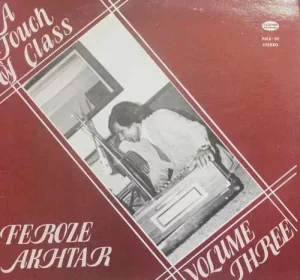 A
Touch
Of Class
STEREO
FEROZE
AKHTAR
VOLUME
THREE